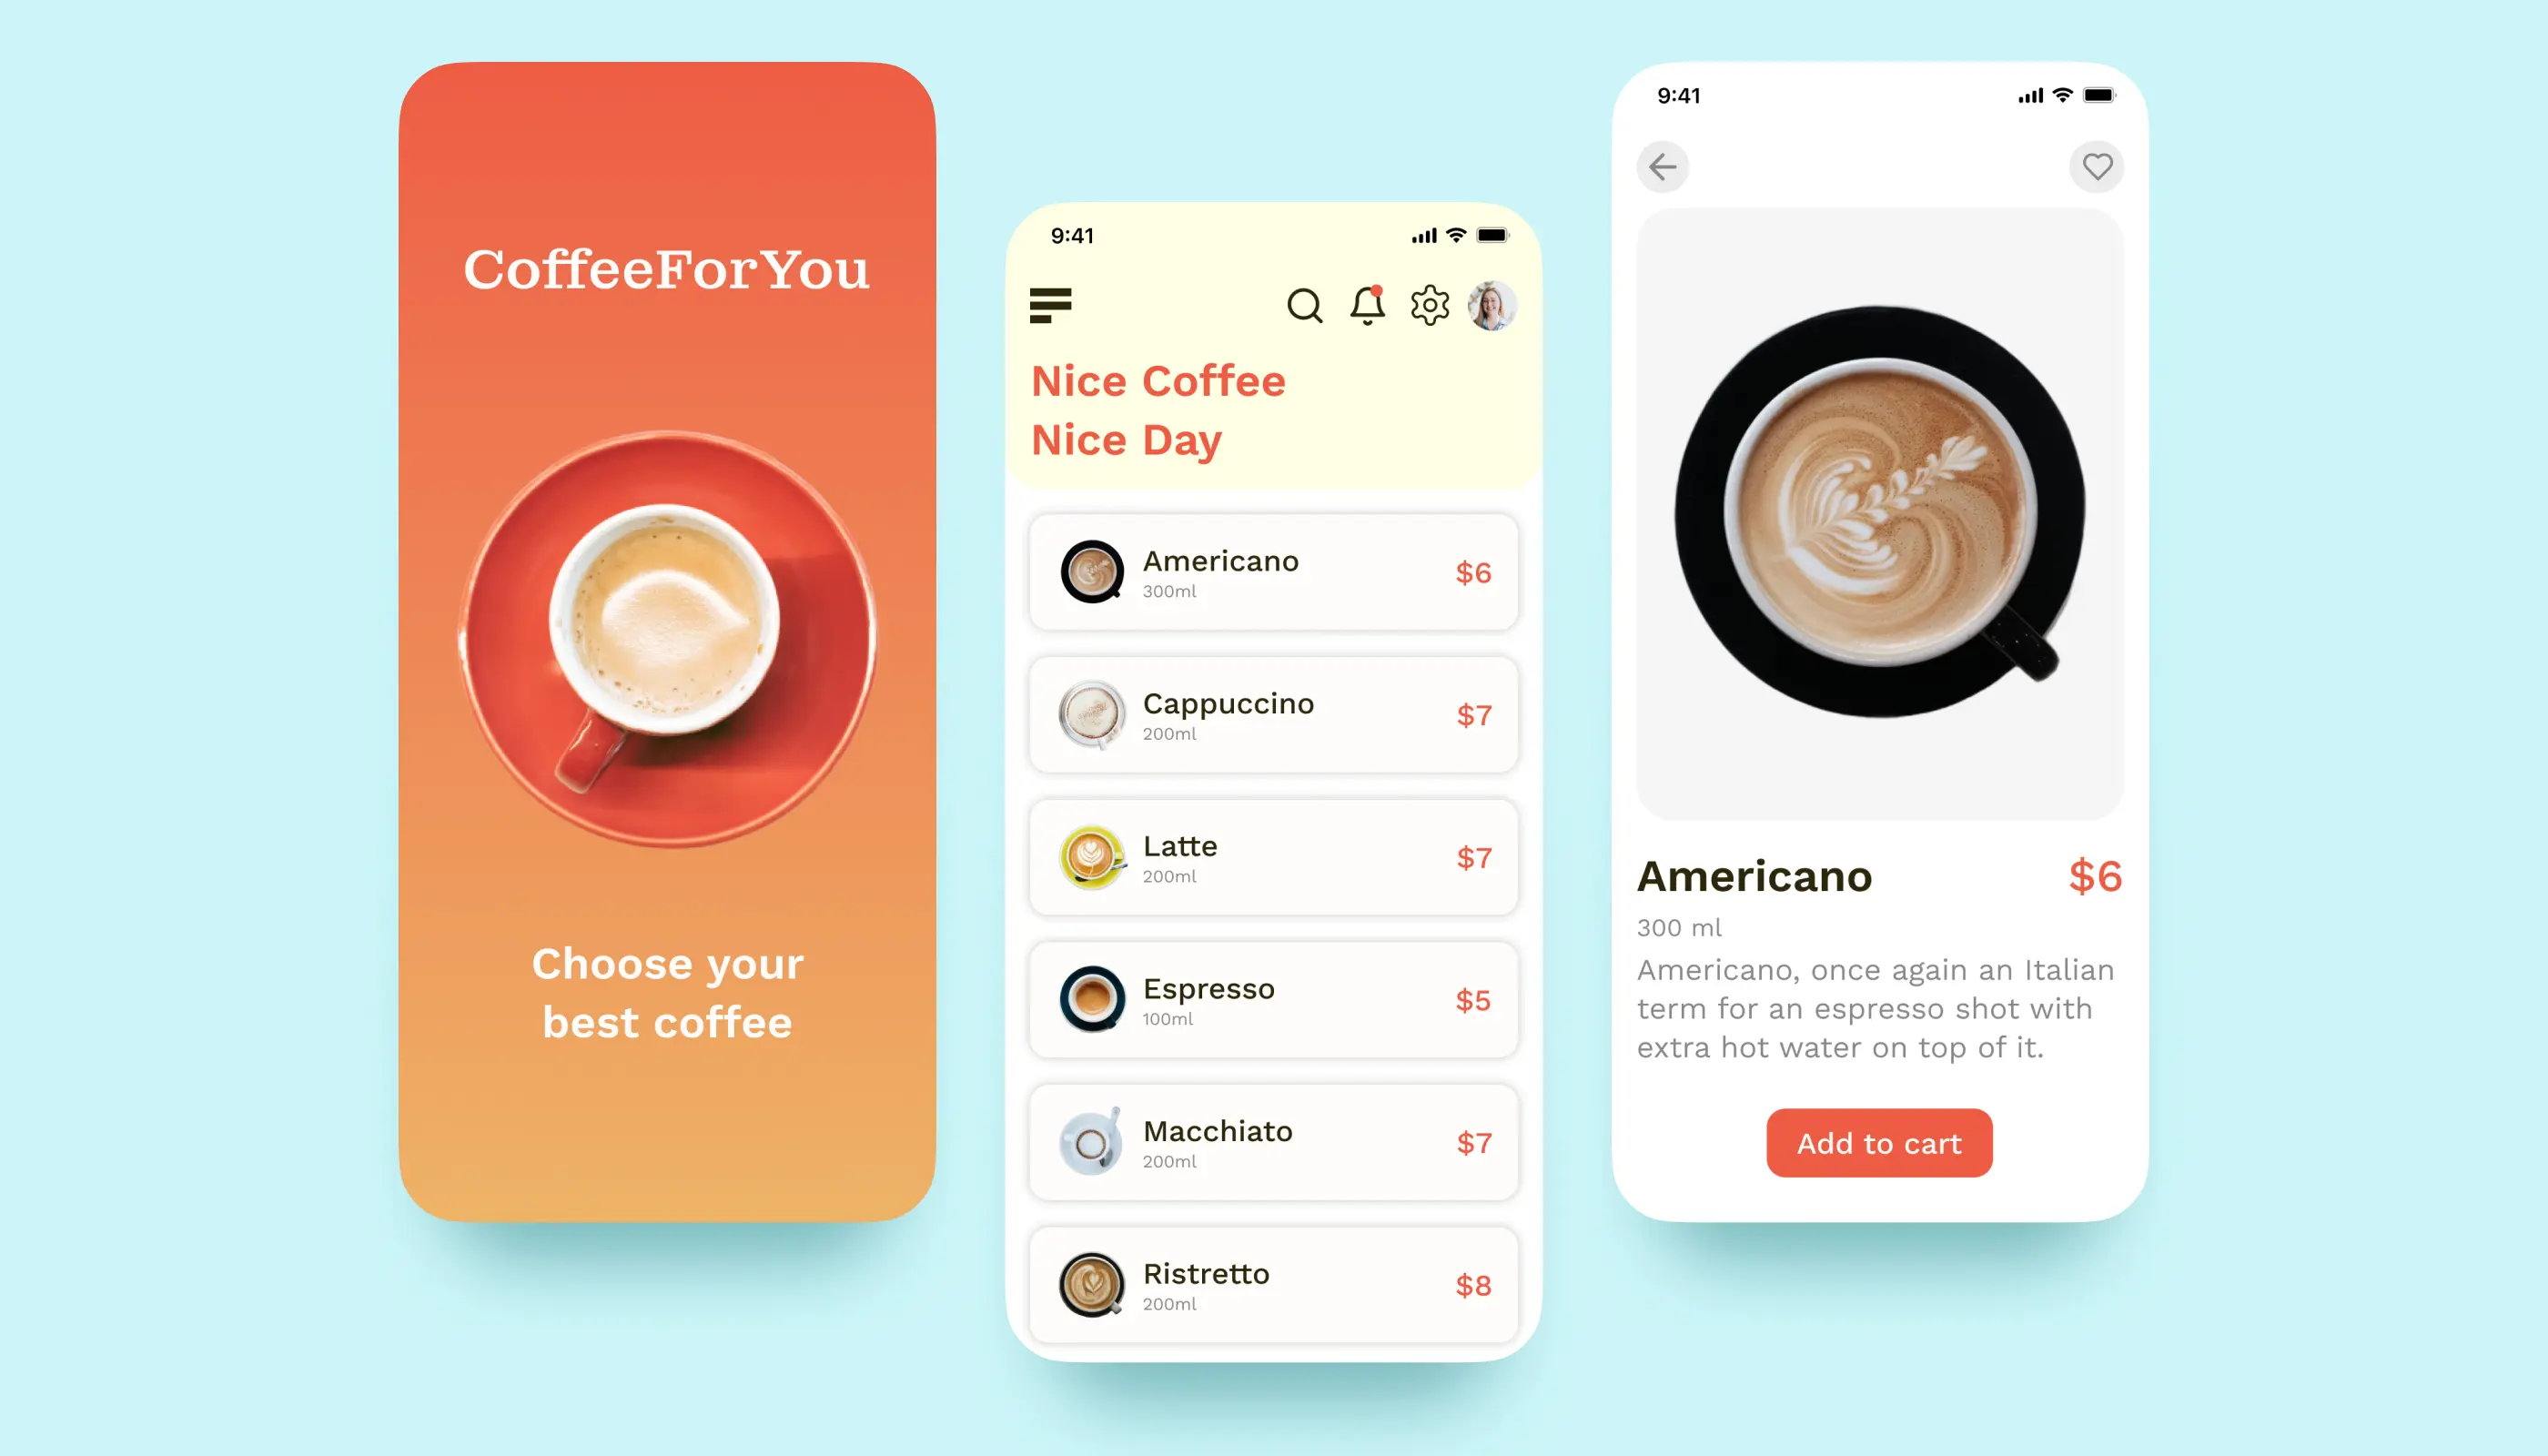 CoffeeForYou
Choose your
best coffee
9:41
Nice Coffee
Nice Day
Americano
300ml
$6
Cappuccino
200ml
$7
Latte
200ml
$7
Espresso
100ml
$5
Macchiato
200ml
$7
Ristretto
200ml
$8
9:41
Americano
$6
300 ml
Americano, once again an Italian
term for an espresso shot with
extra hot water on top of it.
Add to cart